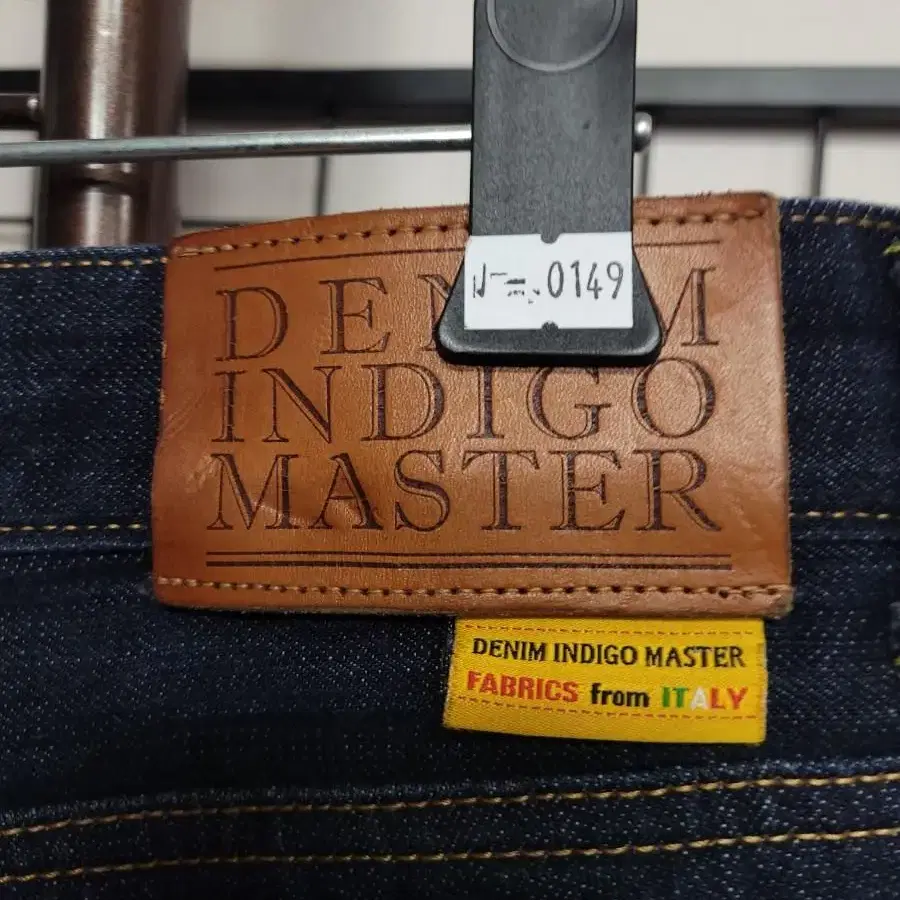 0149
DENIM
INDIGO
MASTER
DENIM INDIGO MASTER
FABRICS from ITALY